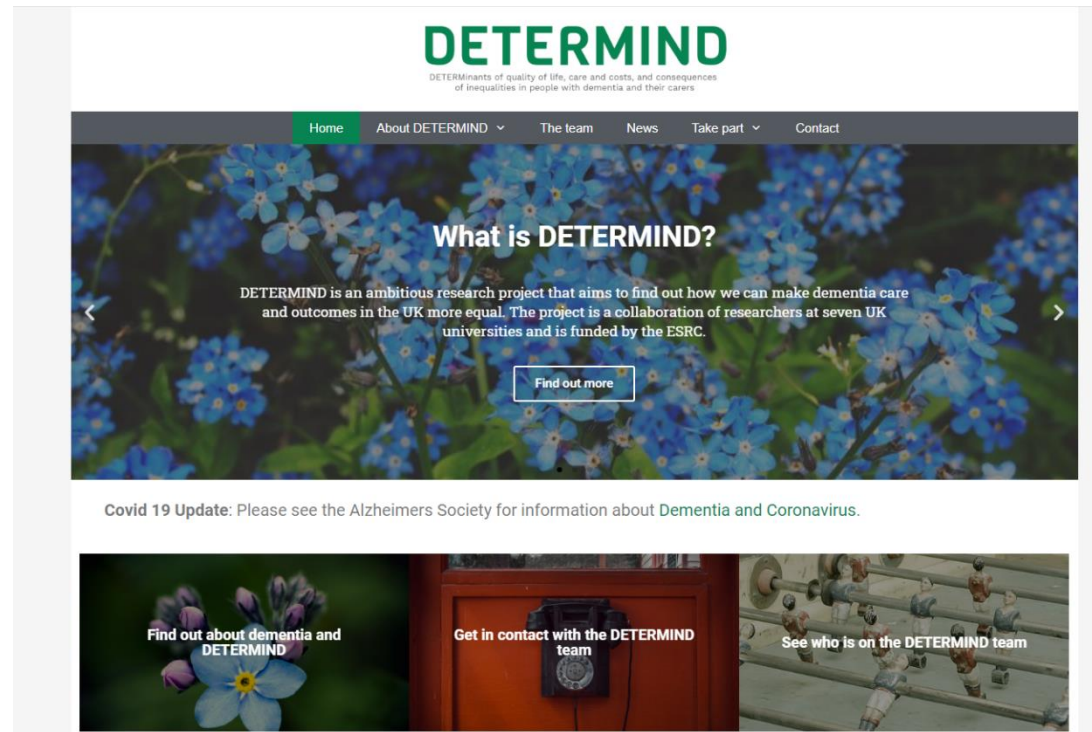 DETERMIND
DETERMinants of quality of life, care and costs, and consequences
of inequalities in people with dementia and their carers
Home About DETERMIND The team News Take part Contact
What is DETERMIND?
DETERMIND is an ambitious research project that aims to find out how we can make dementia care
and outcomes in the UK more equal. The project is a collaboration of researchers at seven UK
universities and is funded by the ESRC.
Find out more
Covid 19 Update: Please see the Alzheimers Society for information about Dementia and Coronavirus.
Find out about dementia and
DETERMIND
Get in contact with the DETERMIND
team
See who is on the DETERMIND team